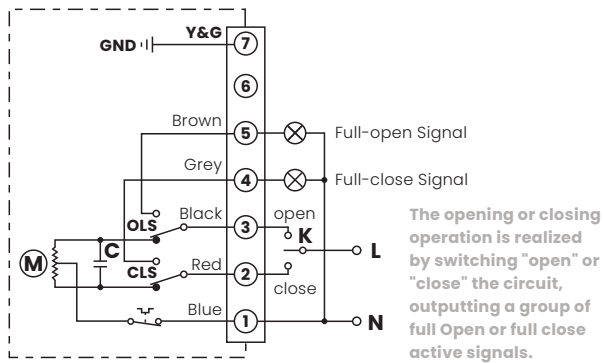 Y&G
GND
7
6
Brown
5
Full-open Signal
Grey
4
Full-close Signal
OLS
Black
3
open
K
L
M
C
CLS
Red
2
close
Blue
1
N
The opening or closing
operation is realized
by switching "open" or
"close" the circuit,
outputting a group of
full Open or full close
active signals.